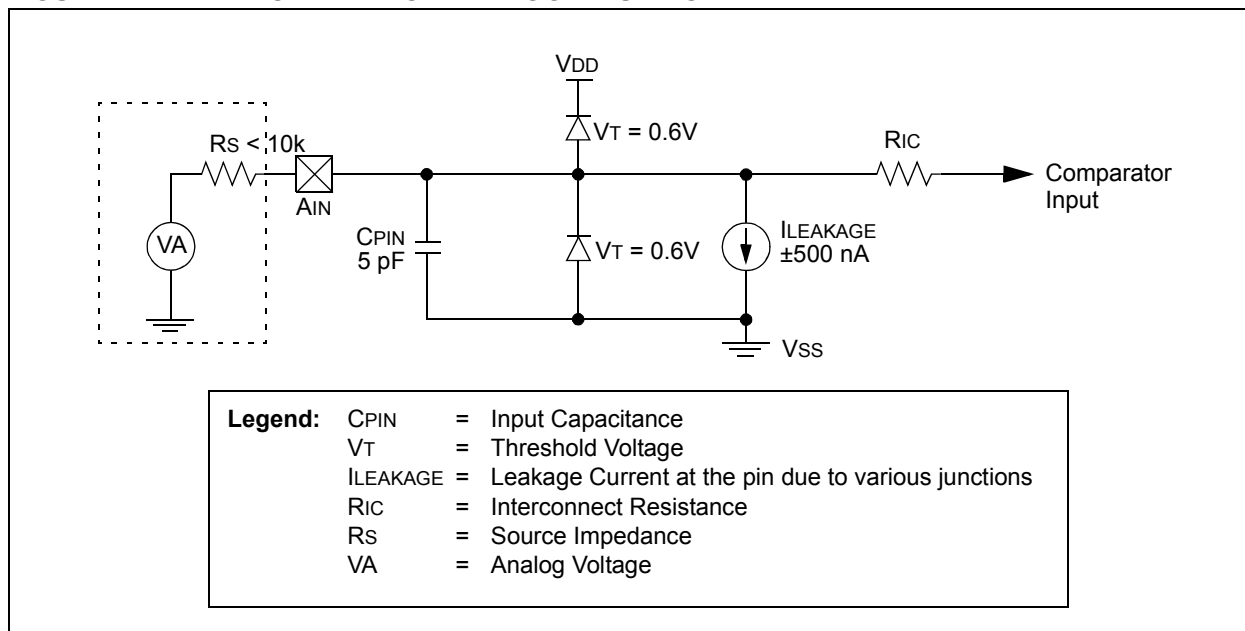 VDD
VT = 0.6V
RS < 10k
RIC
AIN
Comparator
Input
VA
CPIN
5 pF
VT = 0.6V
ILEAKAGE
±500 nA
VSS
Legend: CPIN = Input Capacitance
VT = Threshold Voltage
ILEAKAGE = Leakage Current at the pin due to various junctions
RIC = Interconnect Resistance
RS = Source Impedance
VA = Analog Voltage